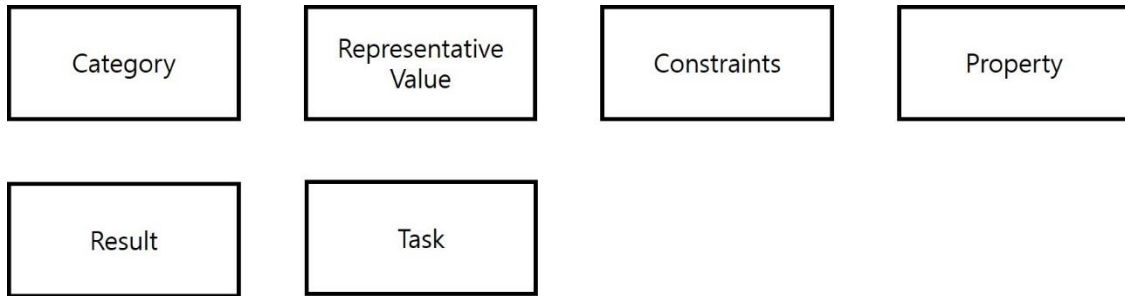 Category
Representative
Value
Constraints
Property
Result
Task